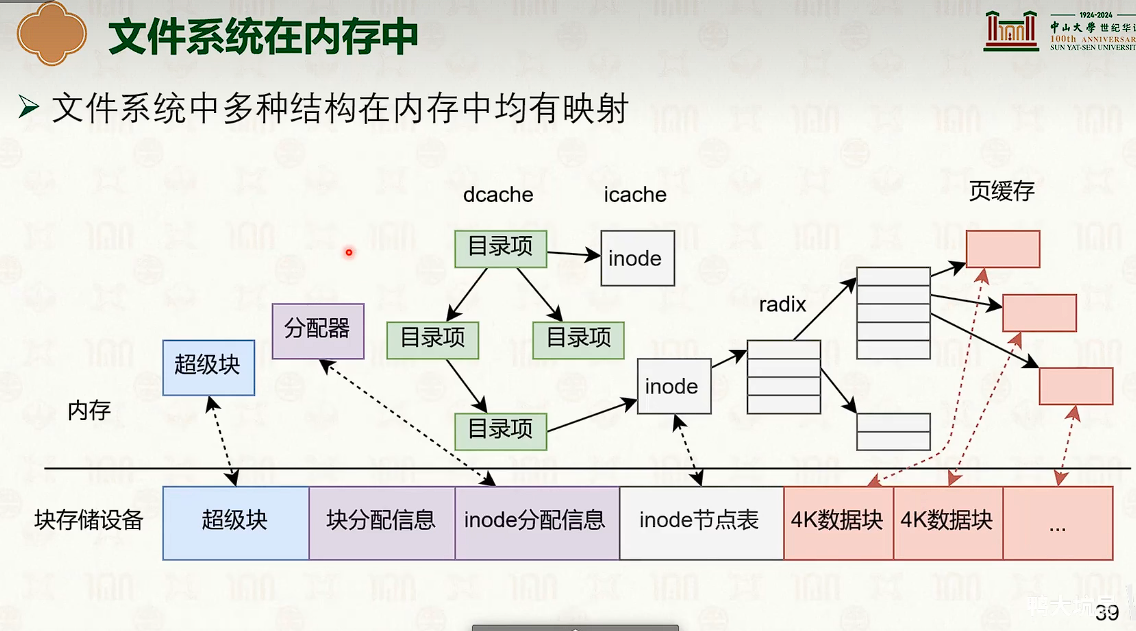 文件系统在内存中
1924-2024
中山大學 世纪华诞
100th ANNIVERSARY
SUN YAT-SEN UNIVERSITY
文件系统中多种结构在内存中均有映射
dcache
icache
页缓存
目录项
inode
radix
分配器
目录项
目录项
超级块
inode
内存
目录项
块存储设备
超级块
块分配信息
inode分配信息
inode节点表
4K数据块
4K数据块
...
39